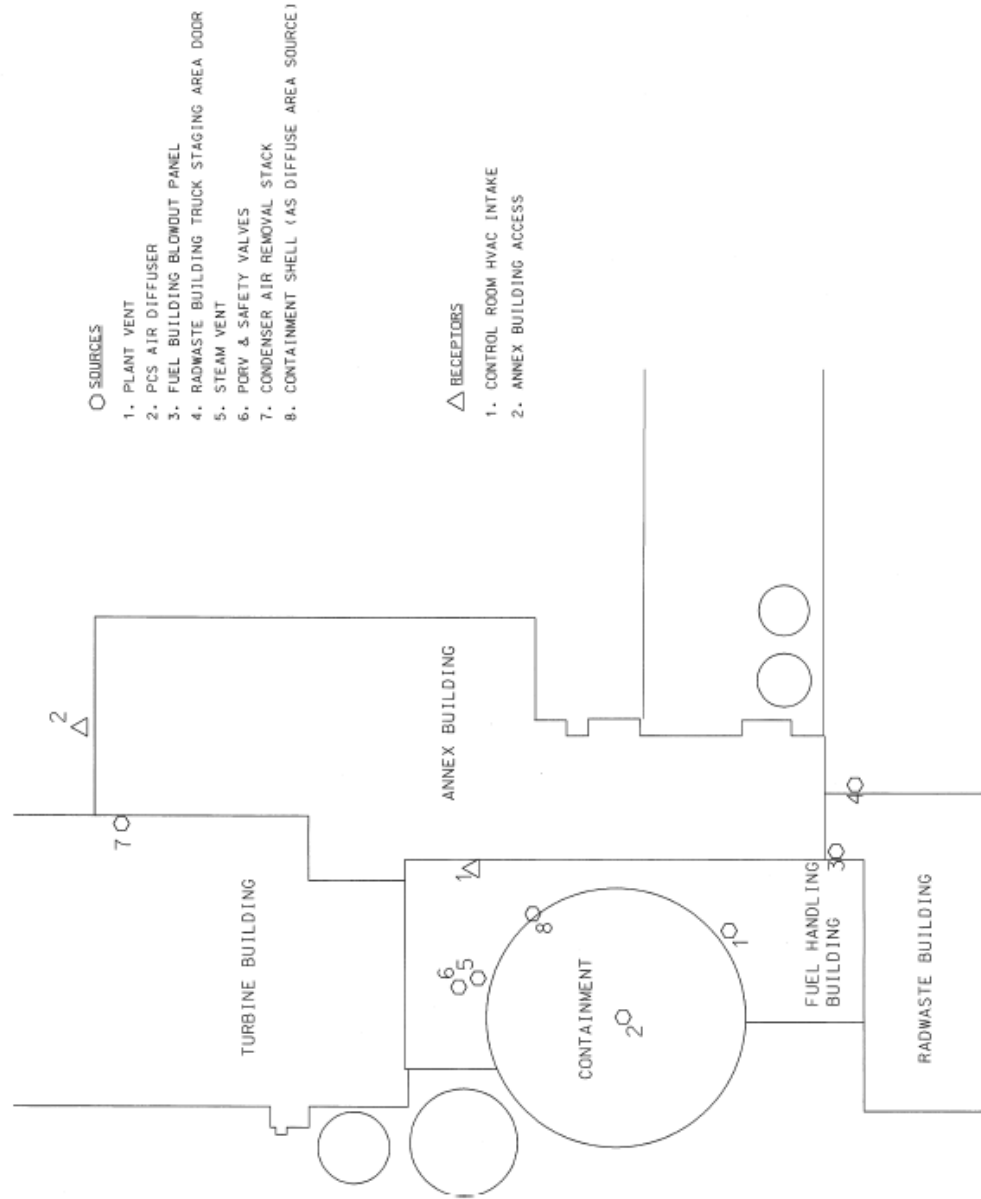 SOURCES
1. PLANT VENT
2. PCS AIR DIFFUSER
3. FUEL BUILDING BLOWOUT PANEL
4. RADWASTE BUILDING TRUCK STAGING AREA DOOR
5. STEAM VENT
6. PORV & SAFETY VALVES
7. CONDENSER AIR REMOVAL STACK
8. CONTAINMENT SHELL (AS DIFFUSE AREA SOURCE)
RECEPTORS
1. CONTROL ROOM HVAC INTAKE
2. ANNEX BUILDING ACCESS
2
7
ANNEX BUILDING
TURBINE BUILDING
1
4
3
8
6
5
1
FUEL HANDLING
BUILDING
CONTAINMENT
2
RADWASTE BUILDING